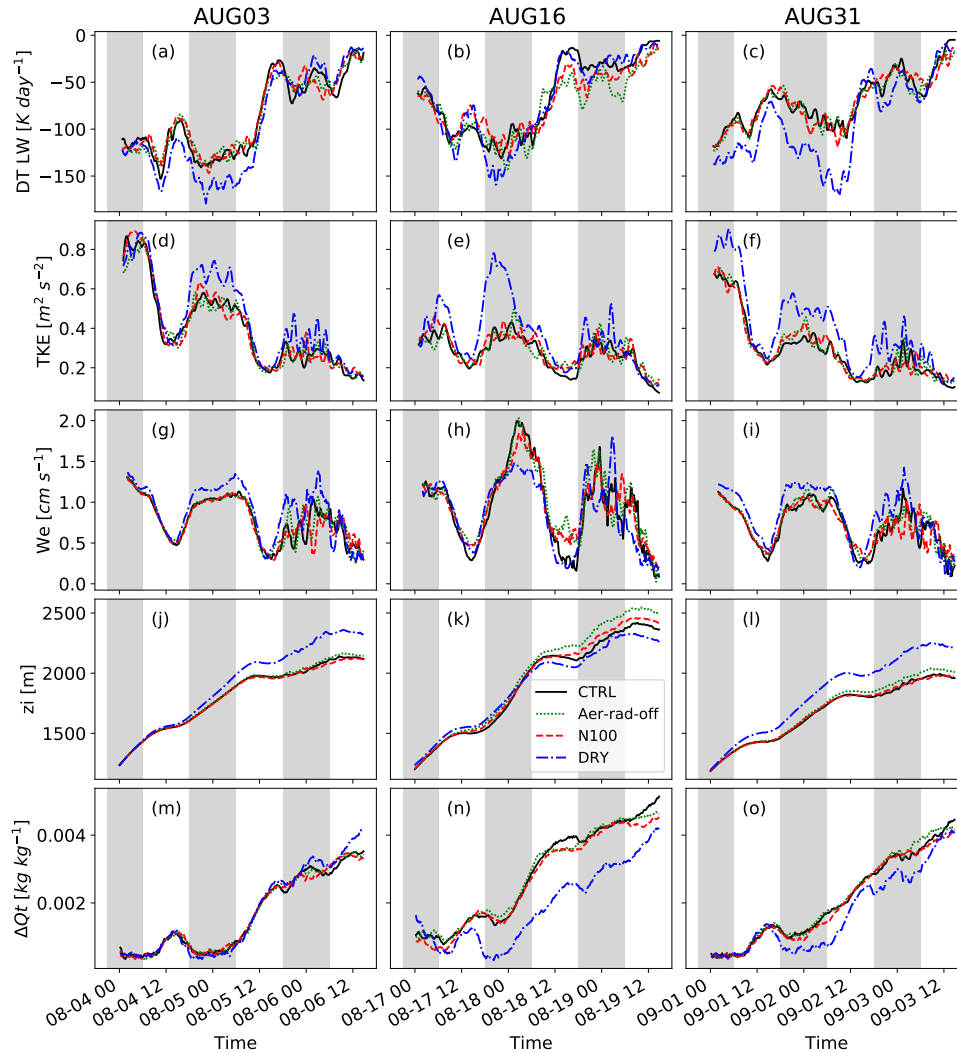 AUG03 AUG16 AUG31
DT LW [K day⁻¹]
0
−50
−100
−150
(a) (b) (c)
TKE [m² s⁻²]
0.8
0.6
0.4
0.2
(d) (e) (f)
We [cm s⁻¹]
2.0
1.5
1.0
0.5
0.0
(g) (h) (i)
zi [m]
2500
2000
1500
(j) (k) (l)
CTRL
Aer-rad-off
N100
DRY
ΔQt [kg kg⁻¹]
0.004
0.002
(m) (n) (o)
08-04 00 08-04 12 08-05 00 08-05 12 08-06 00 08-06 12
08-17 00 08-17 12 08-18 00 08-18 12 08-19 00 08-19 12
09-01 00 09-01 12 09-02 00 09-02 12 09-03 00 09-03 12
Time Time Time